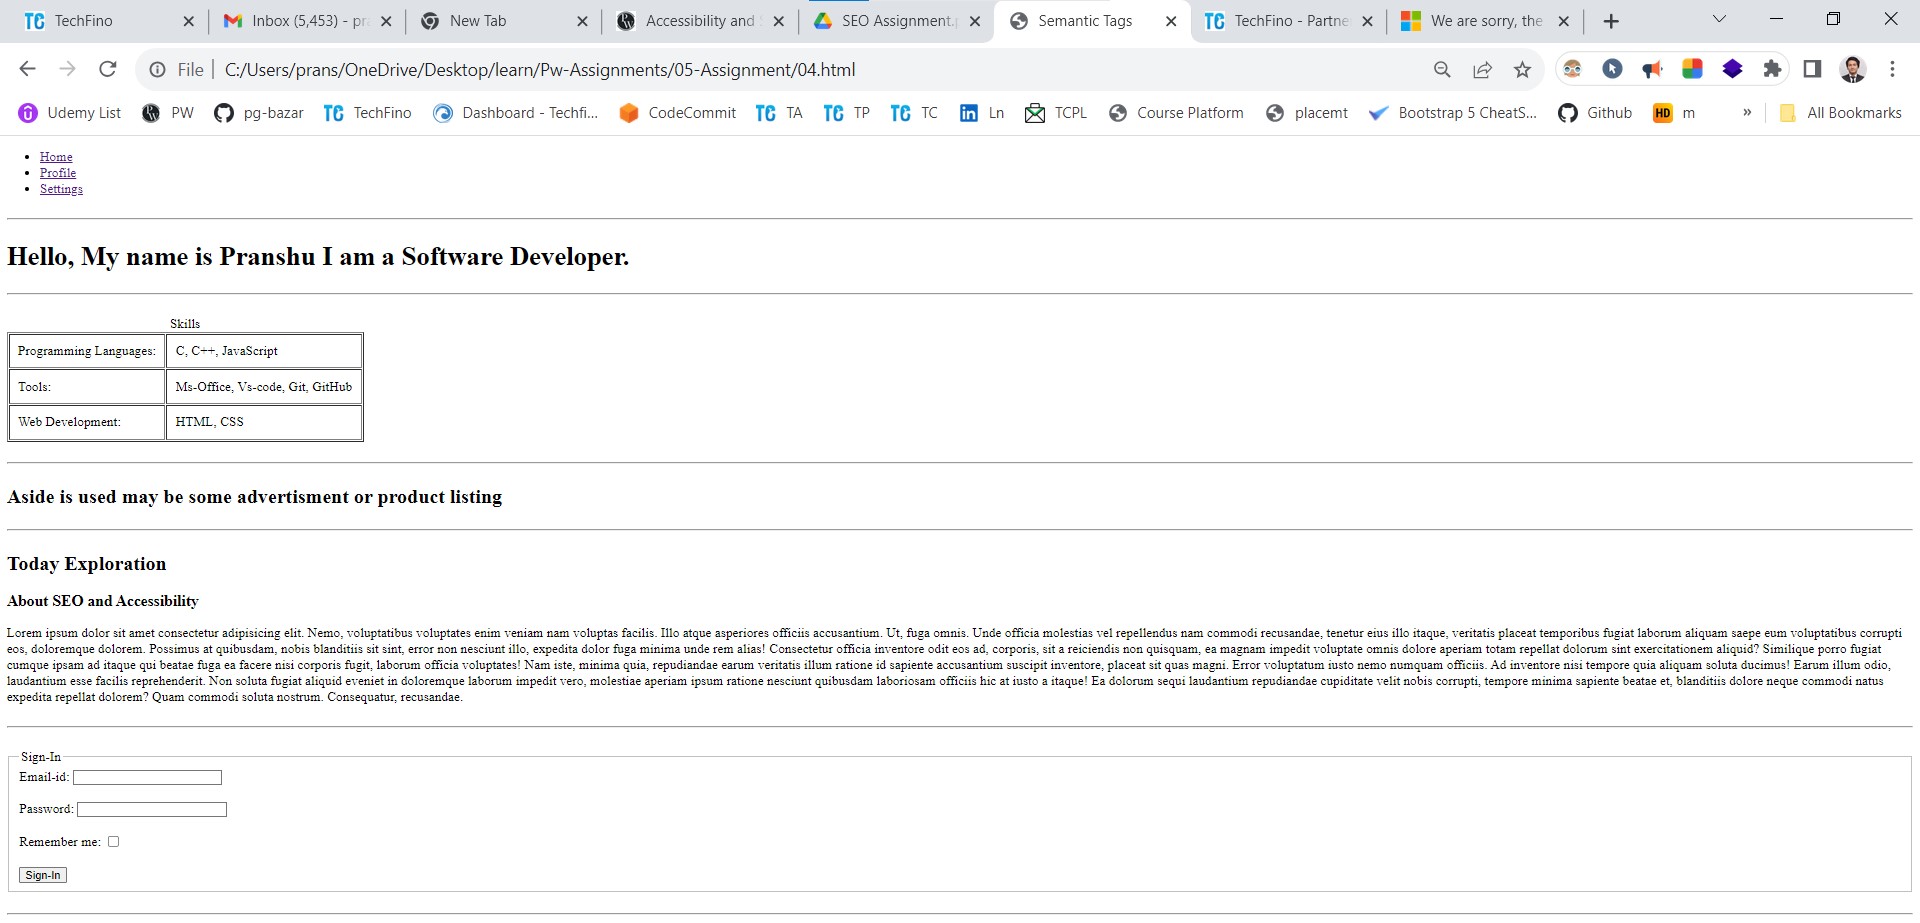 TechFino Inbox (5,453) - pra New Tab Accessibility and S SEO Assignment.p Semantic Tags TechFino - Partne We are sorry, the
File C:/Users/prans/OneDrive/Desktop/learn/Pw-Assignments/05-Assignment/04.html
Udemy List PW pg-bazar TC TechFino Dashboard - Techfi... CodeCommit TC TA TC TP TC TC in Ln TCPL Course Platform placemt Bootstrap 5 CheatS... Github HD m » All Bookmarks
Home
Profile
Settings
Hello, My name is Pranshu I am a Software Developer.
Skills
Programming Languages: C, C++, JavaScript
Tools: Ms-Office, Vs-code, Git, GitHub
Web Development: HTML, CSS
Aside is used may be some advertisment or product listing
Today Exploration
About SEO and Accessibility
Lorem ipsum dolor sit amet consectetur adipisicing elit. Nemo, voluptatibus voluptates enim veniam nam voluptas facilis. Illo atque asperiores officiis accusantium. Ut, fuga omnis. Unde officia molestias vel repellendus nam commodi recusandae, tenetur eius illo itaque, veritatis placeat temporibus fugiat laborum aliquam saepe eum voluptatibus corrupti
eos, doloremque dolorem. Possimus at quibusdam, nobis blanditiis sit sint, error non nesciunt illo, expedita dolor fuga minima unde rem alias! Consectetur officia inventore odit eos ad, corporis, sit a reiciendis non quisquam, ea magnam impedit voluptate omnis dolore aperiam totam repellat dolorum sint exercitationem aliquid? Similique porro fugiat
cumque ipsam ad itaque qui beatae fuga ea facere nisi corporis fugit, laborum officia voluptates! Nam iste, minima quia, repudiandae earum veritatis illum ratione id sapiente accusantium suscipit inventore, placeat sit quas magni. Error voluptatum iusto nemo numquam officiis. Ad inventore nisi tempore quia aliquam soluta ducimus! Earum illum odio,
laudantium esse facilis reprehenderit. Non soluta fugiat aliquid eveniet in doloremque laborum impedit vero, molestiae aperiam ipsum ratione nesciunt quibusdam laboriosam officiis hic at iusto a itaque! Ea dolorum sequi laudantium repudiandae cupiditate velit nobis corrupti, tempore minima sapiente beatae et, blanditiis dolore neque commodi natus
expedita repellat dolorem? Quam commodi soluta nostrum. Consequatur, recusandae.
Sign-In
Email-id:
Password:
Remember me:
Sign-In